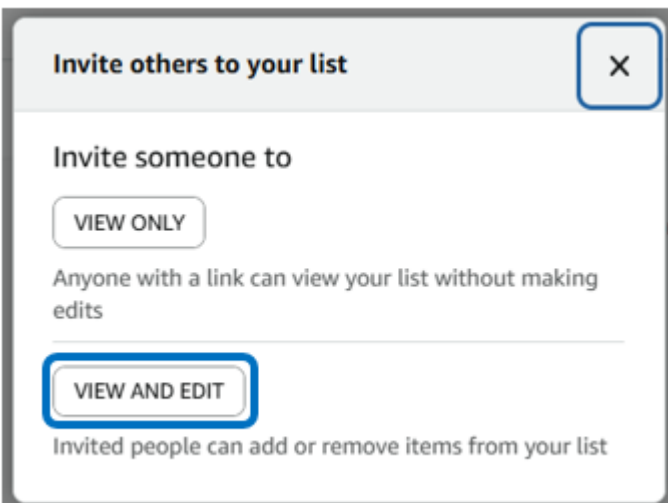 Invite others to your list
Invite someone to
VIEW ONLY
Anyone with a link can view your list without making
edits
VIEW AND EDIT
Invited people can add or remove items from your list